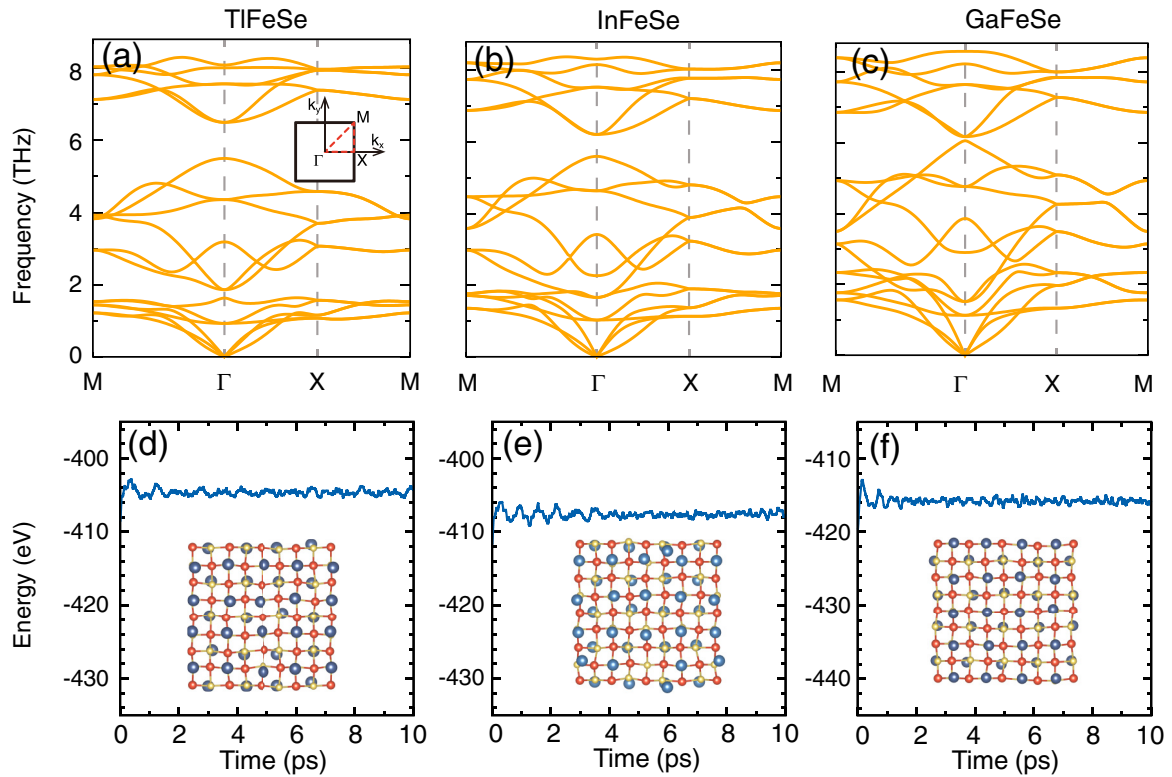 TlFeSe InFeSe GaFeSe
(a) (b) (c)
Frequency (THz)
8
6
4
2
0
k_y
M
Γ
X
k_x
M Γ X M
M Γ X M
M Γ X M
(d) (e) (f)
Energy (eV)
-400
-410
-420
-430
-400
-410
-420
-430
-410
-420
-430
-440
0 2 4 6 8 10
0 2 4 6 8 10
0 2 4 6 8 10
Time (ps) Time (ps) Time (ps)